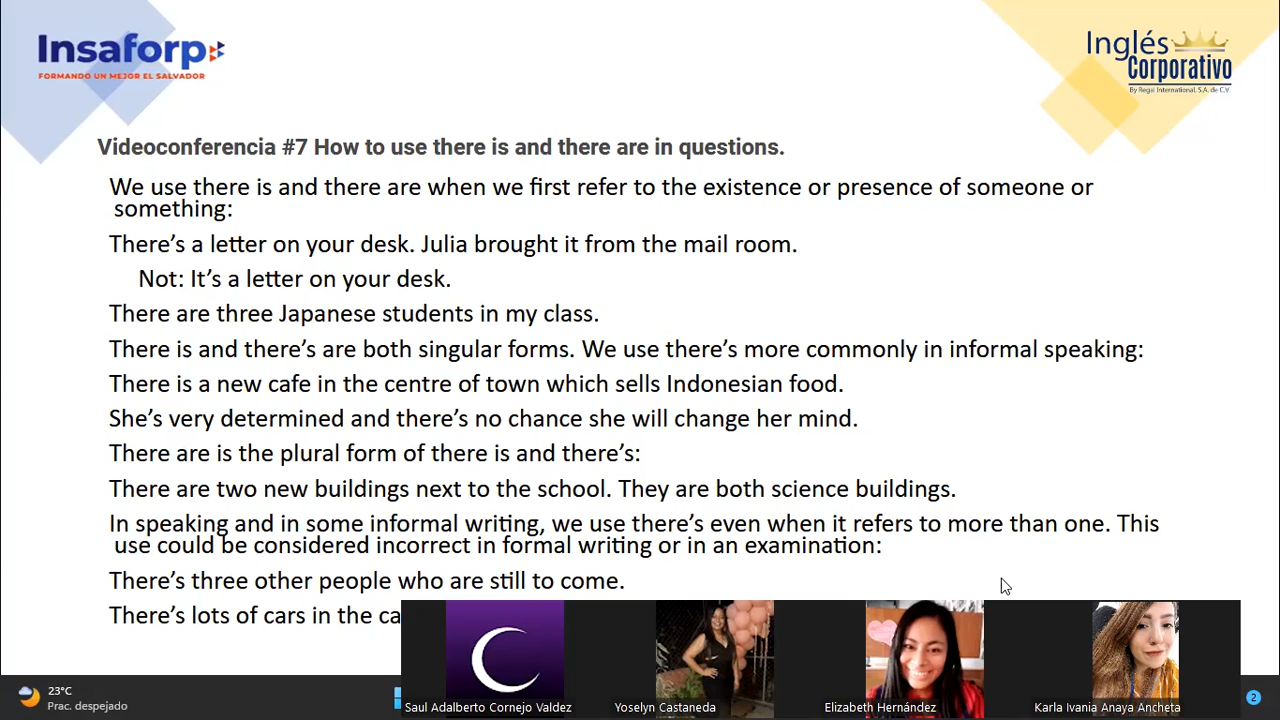 Insaforp
FORMANDO UN MEJOR EL SALVADOR
Inglés
Corporativo
By Regal International, S.A. de C.V.
Videoconferencia #7 How to use there is and there are in questions.
We use there is and there are when we first refer to the existence or presence of someone or
something:
There’s a letter on your desk. Julia brought it from the mail room.
Not: It’s a letter on your desk.
There are three Japanese students in my class.
There is and there’s are both singular forms. We use there’s more commonly in informal speaking:
There is a new cafe in the centre of town which sells Indonesian food.
She’s very determined and there’s no chance she will change her mind.
There are is the plural form of there is and there’s:
There are two new buildings next to the school. They are both science buildings.
In speaking and in some informal writing, we use there’s even when it refers to more than one. This
use could be considered incorrect in formal writing or in an examination:
There’s three other people who are still to come.
There’s lots of cars in the ca
Saul Adalberto Cornejo Valdez
Yoselyn Castaneda
Elizabeth Hernández
Karla Ivania Anaya Ancheta
23°C
Prac. despejado
2